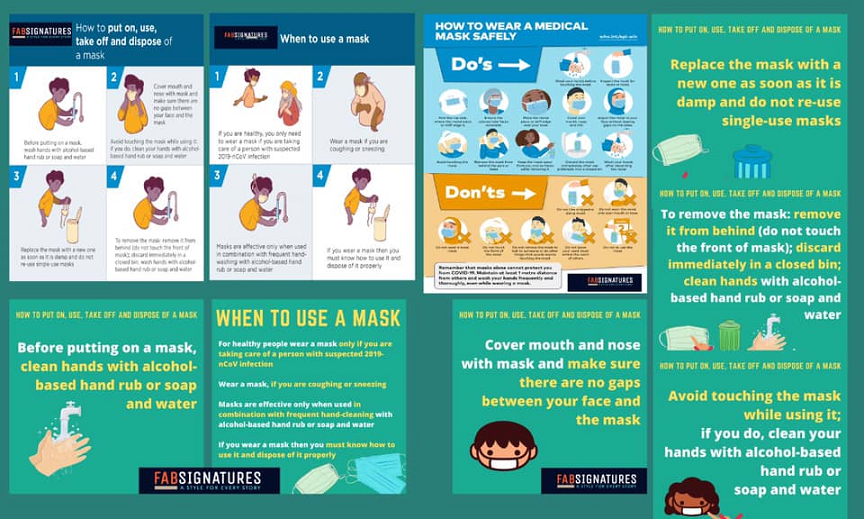 FABSIGNATURES
A STYLE FOR EVERY STORY
How to put on, use,
take off and dispose of
a mask
1
Before putting on a mask,
wash hands with alcohol-
based hand rub or soap
and water
2
Cover mouth and
nose with mask and
make sure there are
no gaps between
your face and the
mask
Avoid touching the mask while using it;
if you do, clean your hands with alcohol-
based hand rub or soap and water
3
Replace the mask with a new one
as soon as it is damp and do not
re-use single-use masks
4
To remove the mask: remove it from
behind (do not touch the front of
mask); discard immediately in a
closed bin; wash hands with alcohol-
based hand rub or soap and water
FABSIGNATURES
When to use a mask
1
If you are healthy, you only need
to wear a mask if you are taking
care of a person with suspected
2019-nCoV infection
2
Wear a mask if you are
coughing or sneezing
3
Masks are effective only when used
in combination with frequent hand-
washing with alcohol-based hand
rub or soap and water
4
If you wear a mask then you
must know how to use it and
dispose of it properly
HOW TO WEAR A MEDICAL
MASK SAFELY
Do's
Don'ts
Remember that masks alone cannot protect you
from COVID-19. Maintain at least 1 metre distance
from others and wash your hands frequently and
thoroughly, even while wearing a mask.
FABSIGNATURES
HOW TO PUT ON, USE, TAKE OFF AND DISPOSE OF A MASK
Replace the mask with a
new one as soon as it is
damp and do not re-use
single-use masks
HOW TO PUT ON, USE, TAKE OFF AND DISPOSE OF A MASK
To remove the mask: remove
it from behind (do not touch
the front of mask); discard
immediately in a closed bin;
clean hands with alcohol-
based hand rub or soap and
water
HOW TO PUT ON, USE, TAKE OFF AND DISPOSE OF A MASK
Avoid touching the mask
while using it;
if you do, clean your
hands with alcohol-based
hand rub or
soap and water
HOW TO PUT ON, USE, TAKE OFF AND DISPOSE OF A MASK
Before putting on a mask,
clean hands with alcohol-
based hand rub or soap
and water
WHEN TO USE A MASK
For healthy people wear a mask only if you are
taking care of a person with suspected 2019-
nCoV infection
Wear a mask, if you are coughing or sneezing
Masks are effective only when used in
combination with frequent hand-cleaning with
alcohol-based hand rub or soap and water
If you wear a mask then you must know how to
use it and dispose of it properly
FABSIGNATURES
A STYLE FOR EVERY STORY
HOW TO PUT ON, USE, TAKE OFF AND DISPOSE OF A MASK
Cover mouth and nose
with mask and make sure
there are no gaps
between your face and
the mask
FABSIGNATURES
A STYLE FOR EVERY STORY